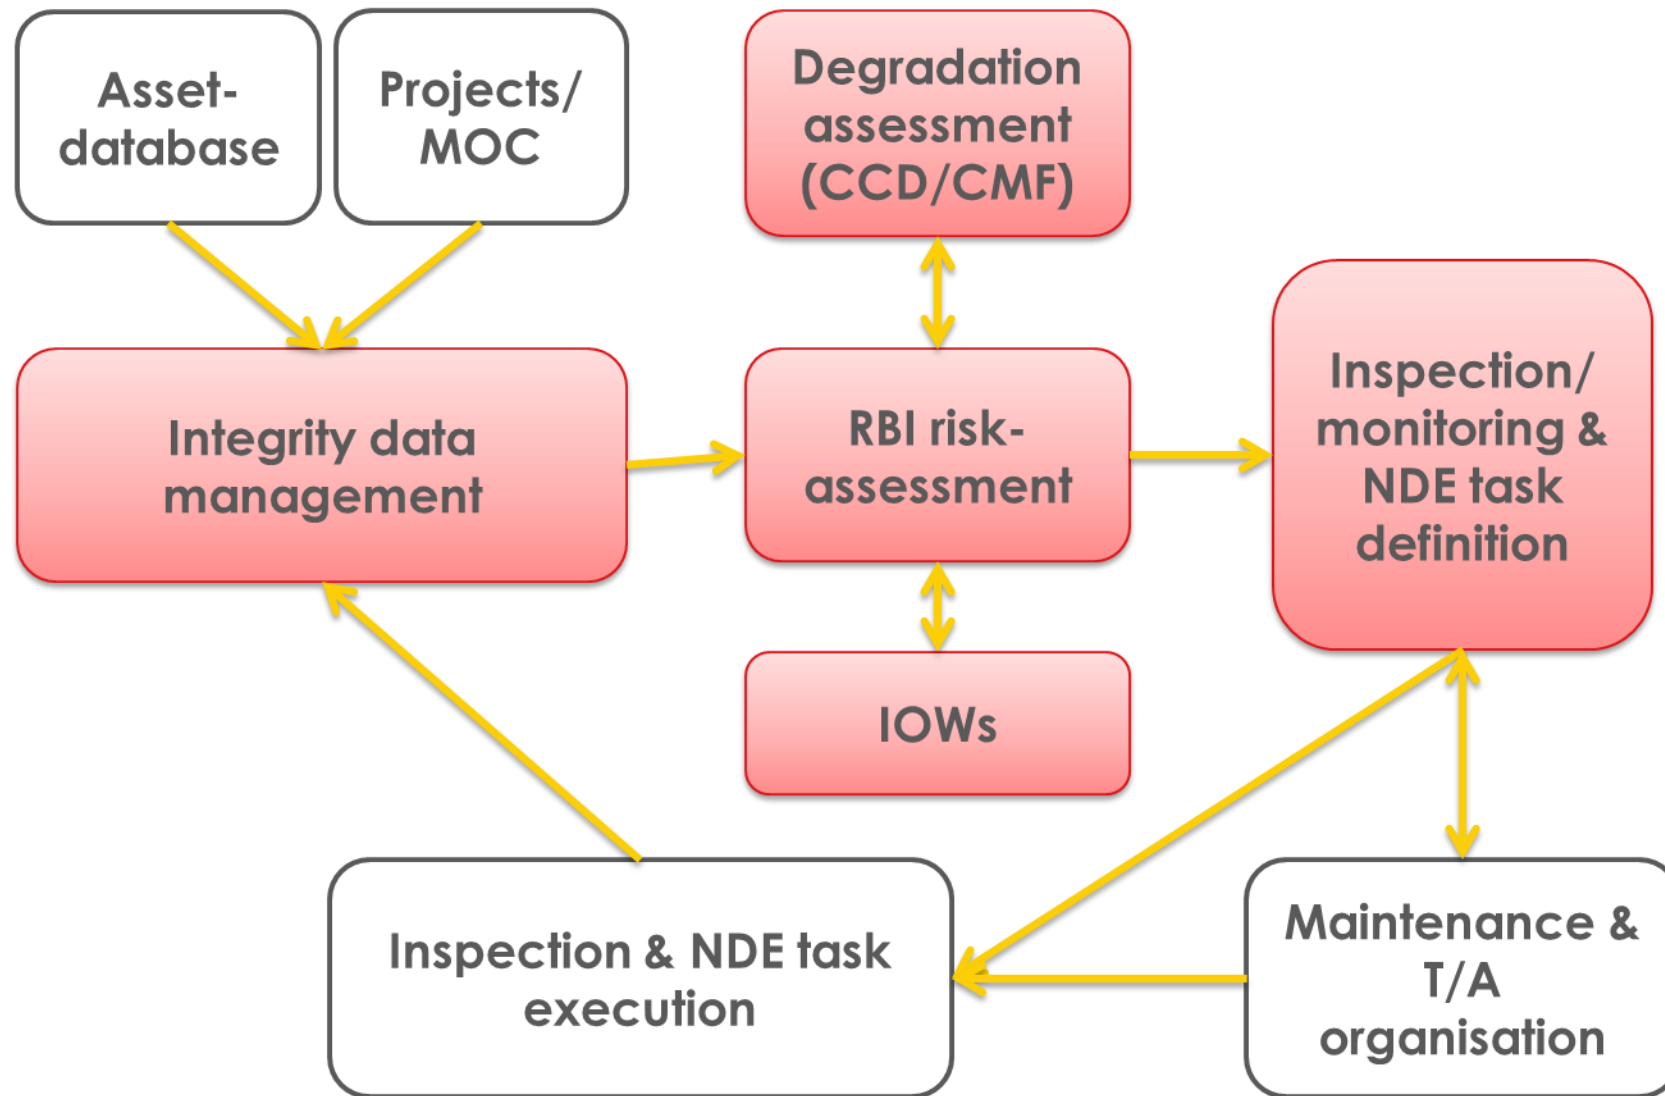 Asset-
database
Projects/
MOC
Degradation
assessment
(CCD/CMF)
Integrity data
management
RBI risk-
assessment
Inspection/
monitoring &
NDE task
definition
IOWs
Inspection & NDE task
execution
Maintenance &
T/A
organisation